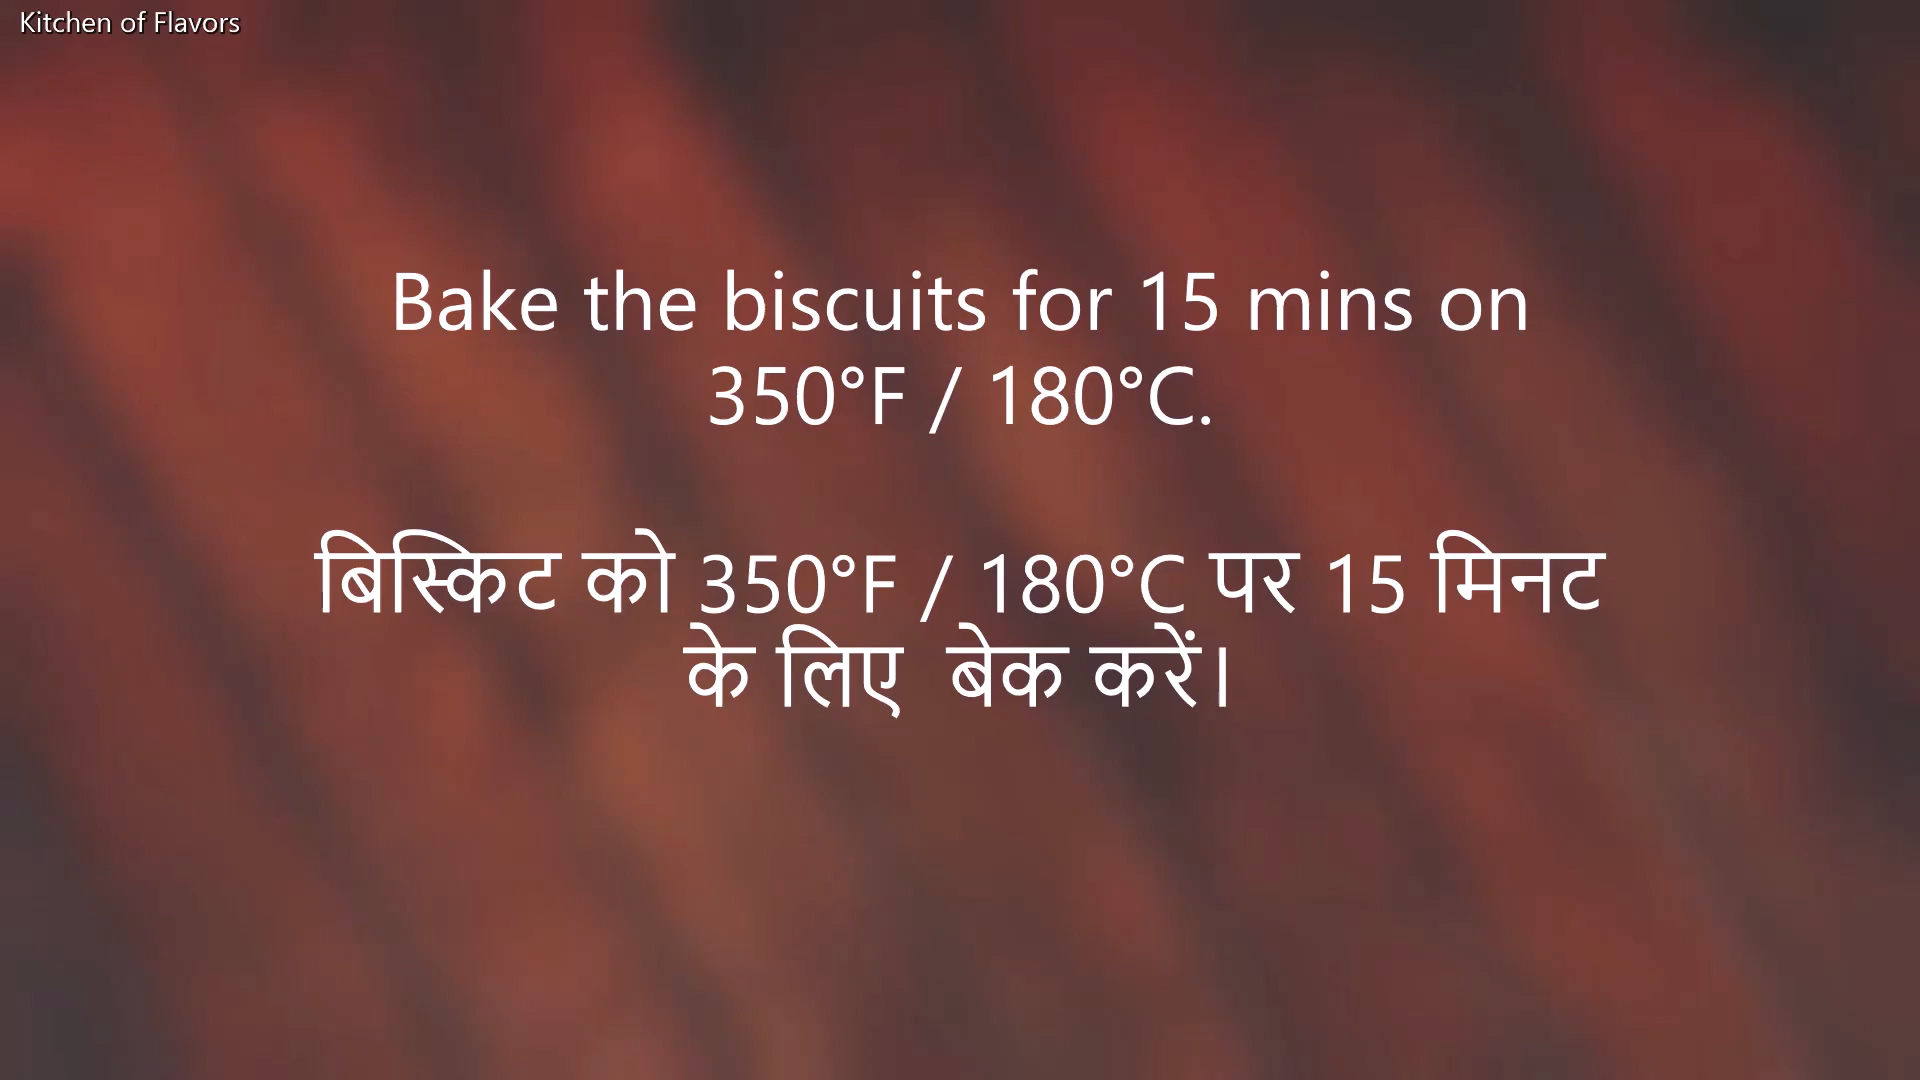 Kitchen of Flavors
Bake the biscuits for 15 mins on
350°F / 180°C.
बिस्किट को 350°F / 180°C पर 15 मिनट
के लिए  बेक करें।